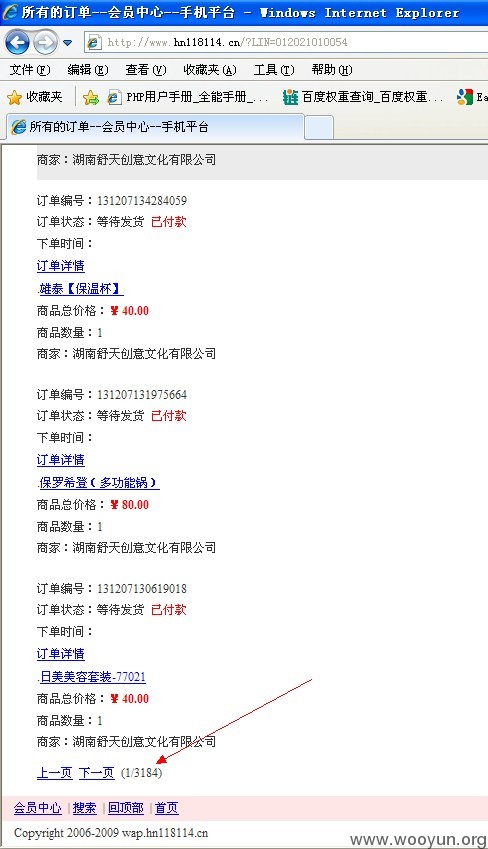 所有的订单--会员中心--手机平台 - Windows Internet Explorer
http://www.hn118114.cn/?LIN=012021010054
文件(F) 编辑(E) 查看(V) 收藏夹(A) 工具(T) 帮助(H)
收藏夹 PHP用户手册_全能手册_... 百度权重查询_百度权重... Ea
所有的订单--会员中心--手机平台
商家：湖南舒天创意文化有限公司
订单编号：131207134284059
订单状态：等待发货 已付款
下单时间：
订单详情
.雄泰【保温杯】
商品总价格：￥40.00
商品数量：1
商家：湖南舒天创意文化有限公司
订单编号：131207131975664
订单状态：等待发货 已付款
下单时间：
订单详情
.保罗希登（多功能锅）
商品总价格：￥80.00
商品数量：1
商家：湖南舒天创意文化有限公司
订单编号：131207130619018
订单状态：等待发货 已付款
下单时间：
订单详情
.日美美容套装-77021
商品总价格：￥40.00
商品数量：1
商家：湖南舒天创意文化有限公司
上一页 下一页 (1/3184)
会员中心 |搜索 |回顶部 |首页
Copyright 2006-2009 wap.hn118114.cn
www.wooyun.org